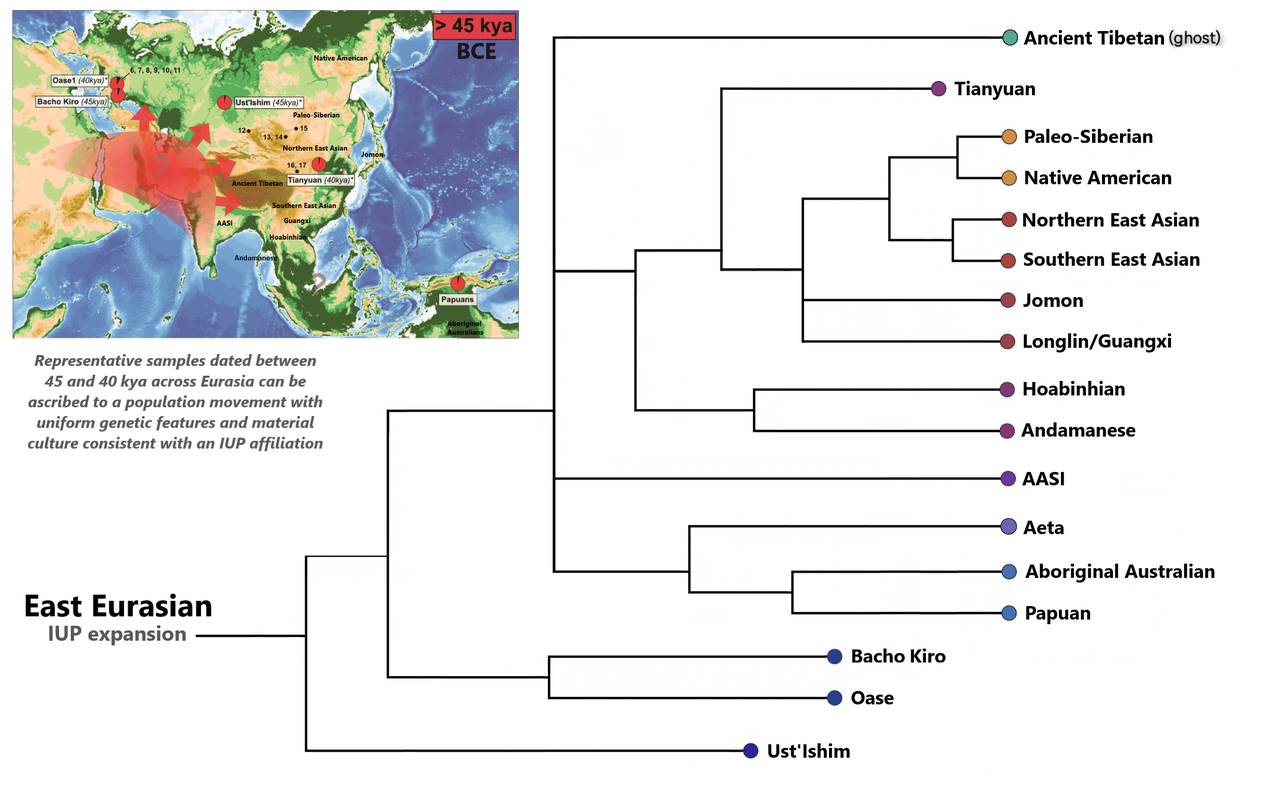 > 45 kya
BCE
Native American
6, 7, 8, 9, 10, 11
Oase1 (40kya)*
Bacho Kiro (45kya)
Ust'Ishim (45kya)*
Paleo-Siberian
12
13, 14
15
Northern East Asian
Jomon
?
16, 17
Tianyuan (40kya)*
Ancient Tibetan
Southern East Asian
AASI
Guangxi
Hoabinhian
Andamanese
?
Papuans
Aboriginal
Australians
Representative samples dated between
45 and 40 kya across Eurasia can be
ascribed to a population movement with
uniform genetic features and material
culture consistent with an IUP affiliation
East Eurasian
IUP expansion
Ancient Tibetan (ghost)
Tianyuan
Paleo-Siberian
Native American
Northern East Asian
Southern East Asian
Jomon
Longlin/Guangxi
Hoabinhian
Andamanese
AASI
Aeta
Aboriginal Australian
Papuan
Bacho Kiro
Oase
Ust'Ishim